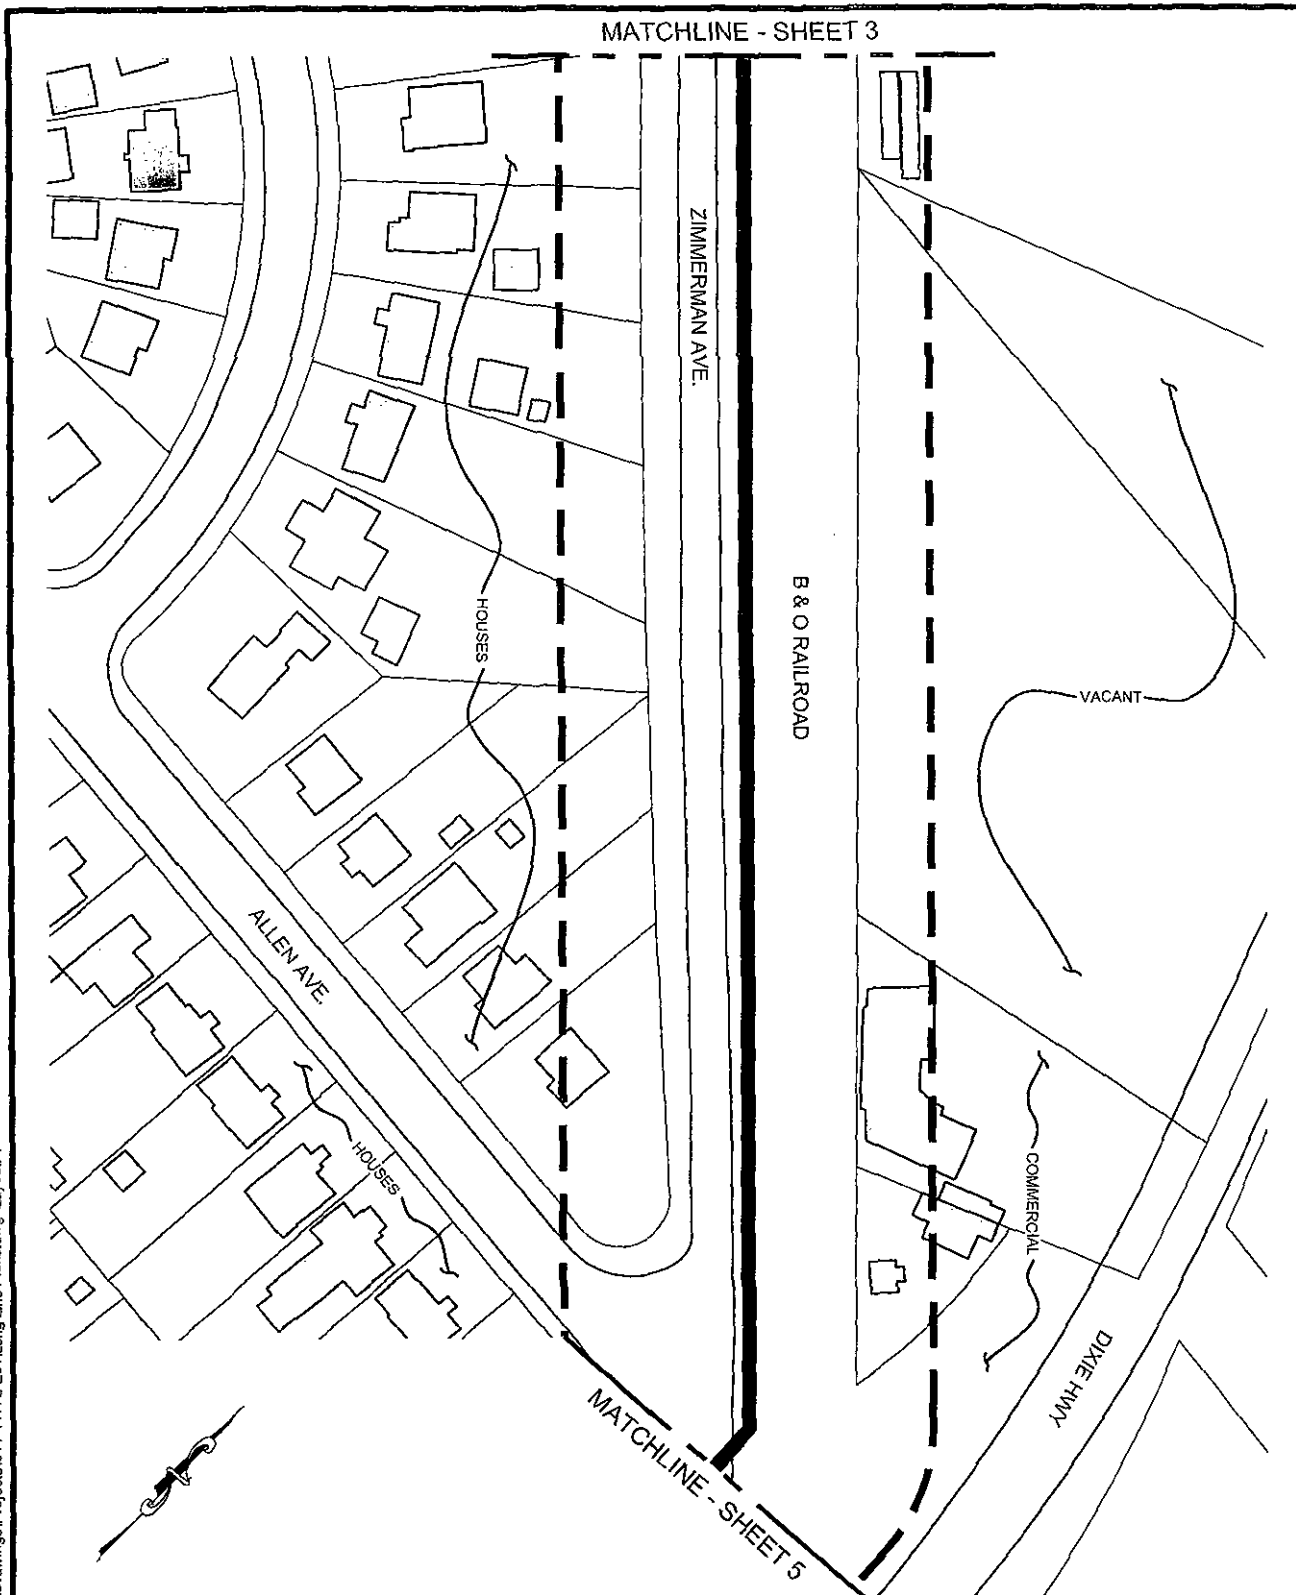 MATCHLINE - SHEET 3
ZIMMERMAN AVE.
HOUSES
B & O RAILROAD
VACANT
ALLEN AVE.
HOUSES
COMMERCIAL
DIXIE HWY
MATCHLINE - SHEET 5